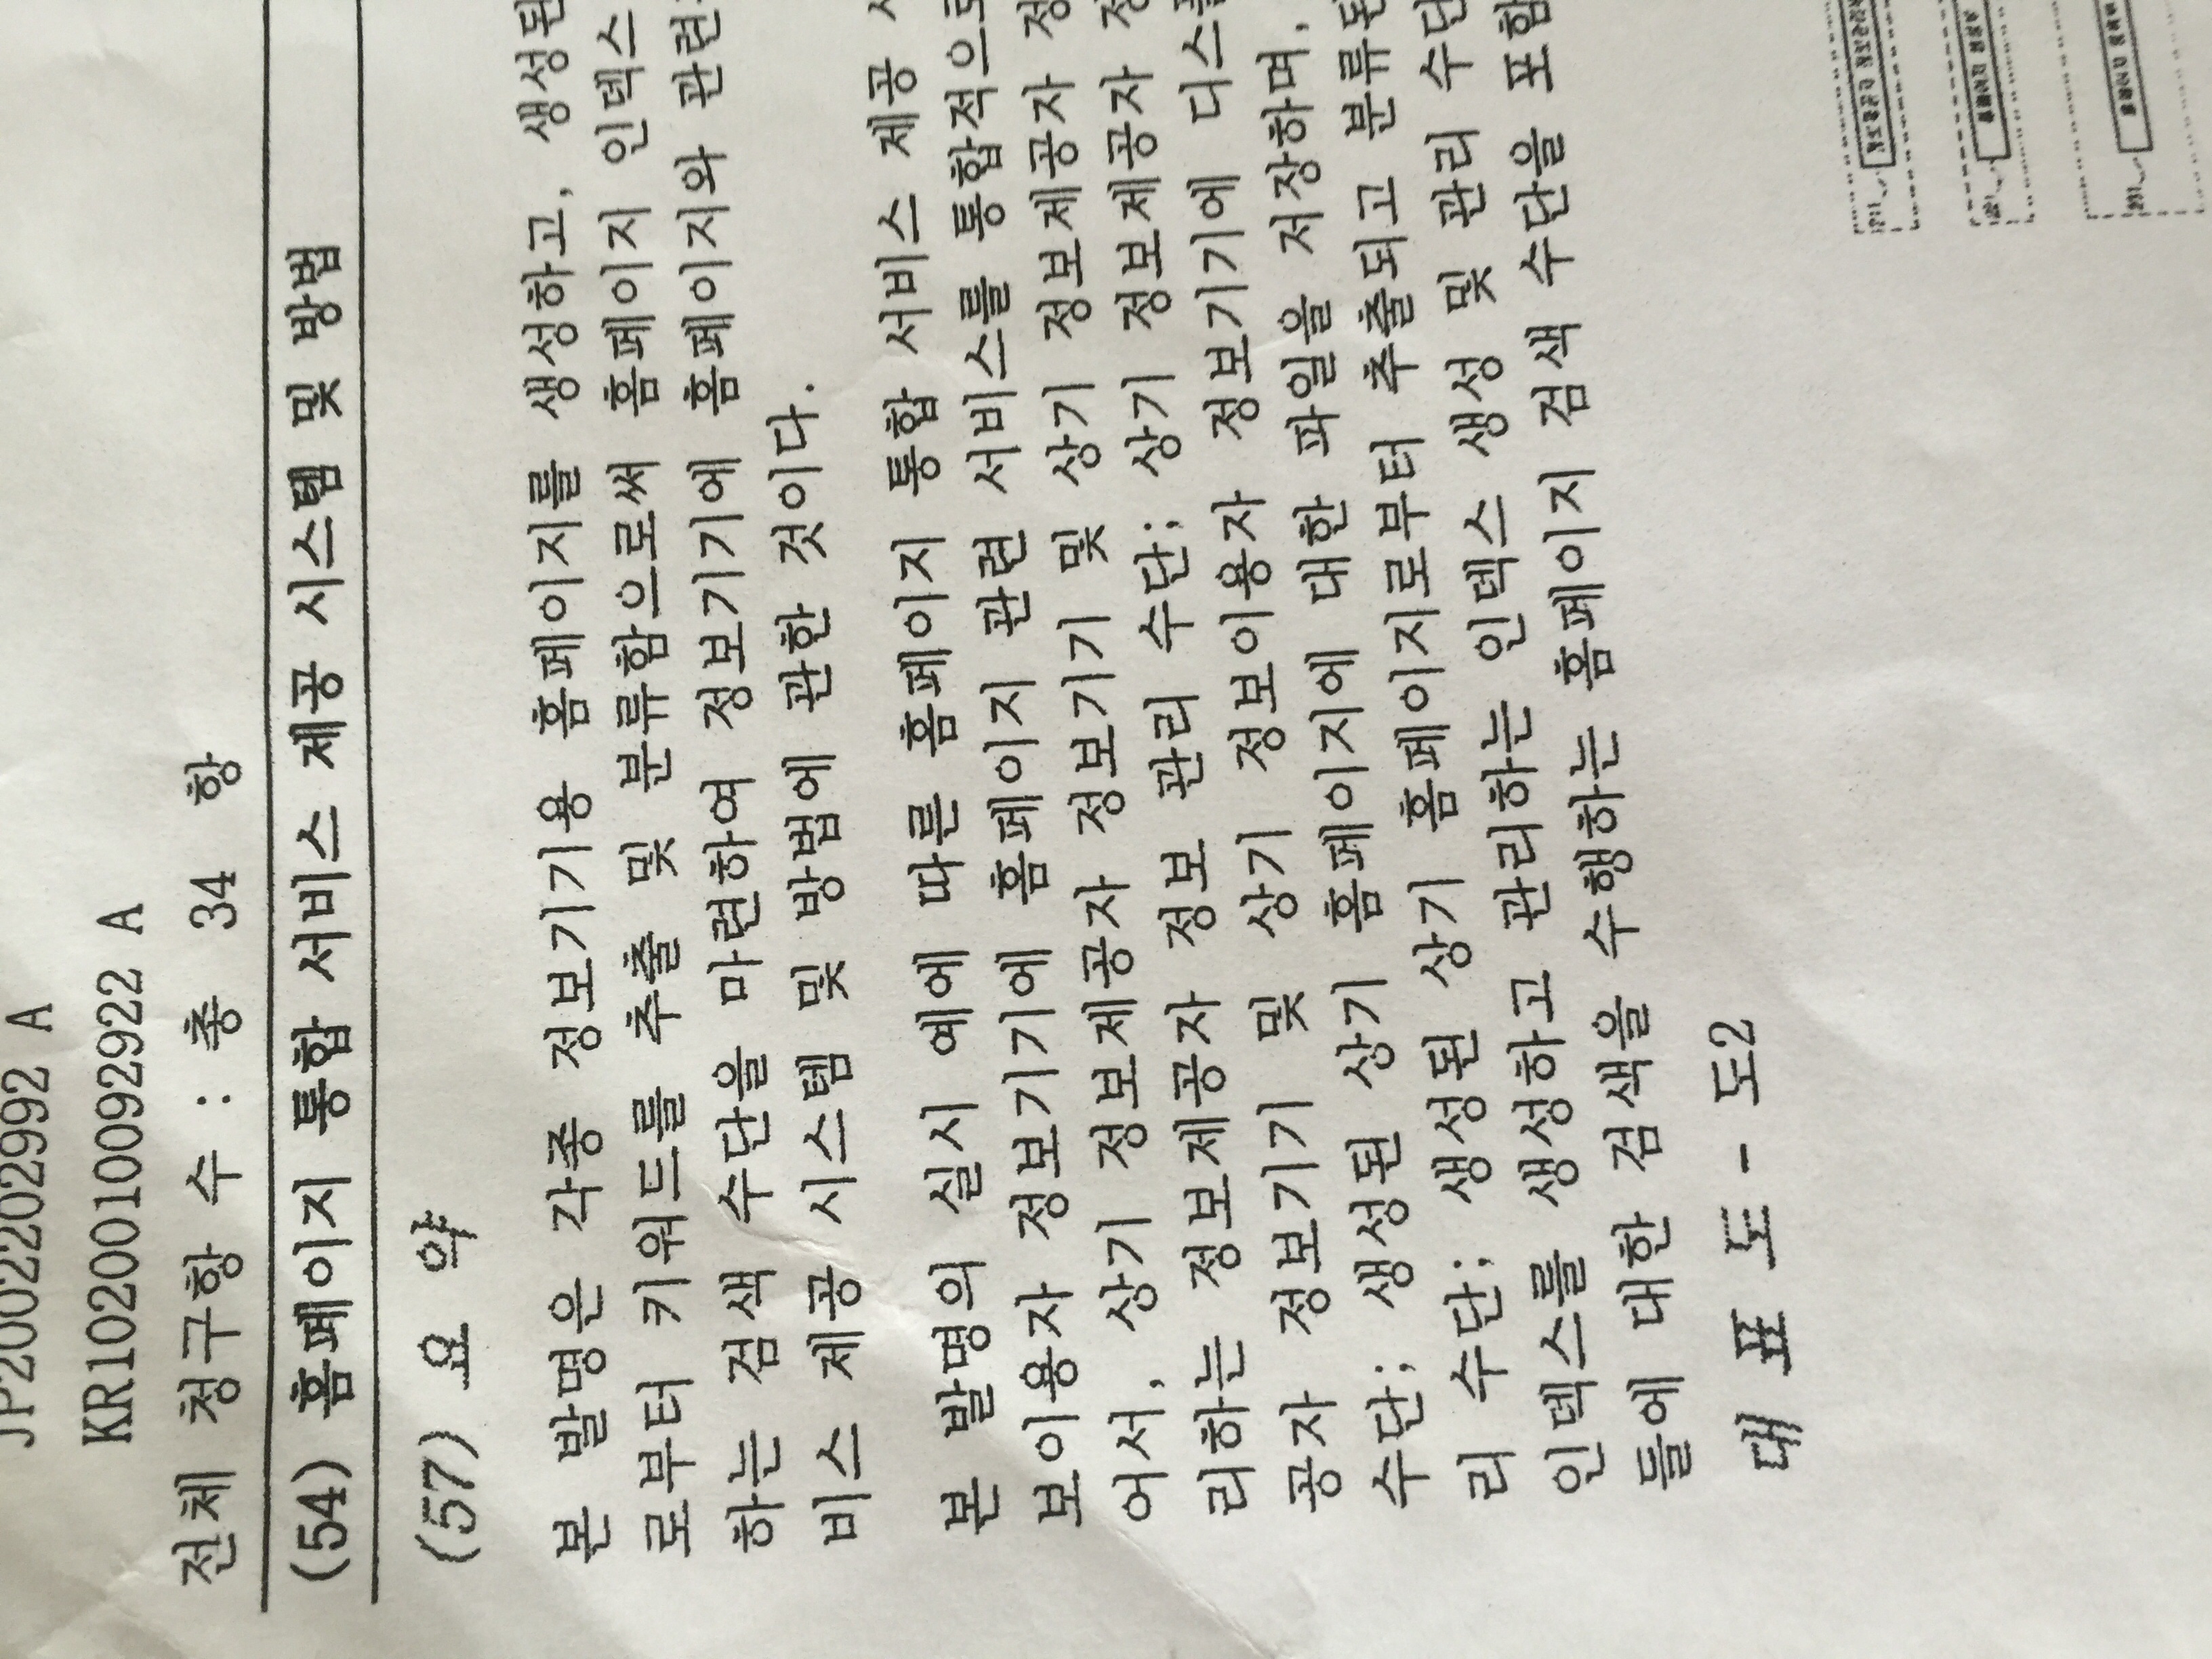 JP2002202992 A
KR1020010092922 A
전체 청구항 수 : 총 34 항
(54) 홈페이지 통합 서비스 제공 시스템 및 방법
(57) 요 약
본 발명은 각종 정보기기용 홈페이지를 생성하고, 생성된
로부터 키워드를 추출 및 분류함으로써 홈페이지 인덱스
하는 검색 수단을 마련하여 정보기기에 홈페이지와 관련
비스 제공 시스템 및 방법에 관한 것이다.
본 발명의 실시 예에 따른 홈페이지 통합 서비스 제공
보이용자 정보기기에 홈페이지 관련 서비스를 통합적으로
어서, 상기 정보제공자 정보기기 및 상기 정보제공자 정
리하는 정보제공자 정보 관리 수단; 상기 정보제공자 정
공자 정보기기 및 상기 정보이용자 정보기기에 디스플
수단; 생성된 상기 홈페이지에 대한 파일을 저장하며,
리 수단; 생성된 상기 홈페이지로부터 추출되고 분류된
인덱스를 생성하고 관리하는 인덱스 생성 및 관리 수단
들에 대한 검색을 수행하는 홈페이지 검색 수단을 포함
대 표 도 - 도2
211 정보제공자 정보관리부
221 홈페이지 생성부
231 홈페이지